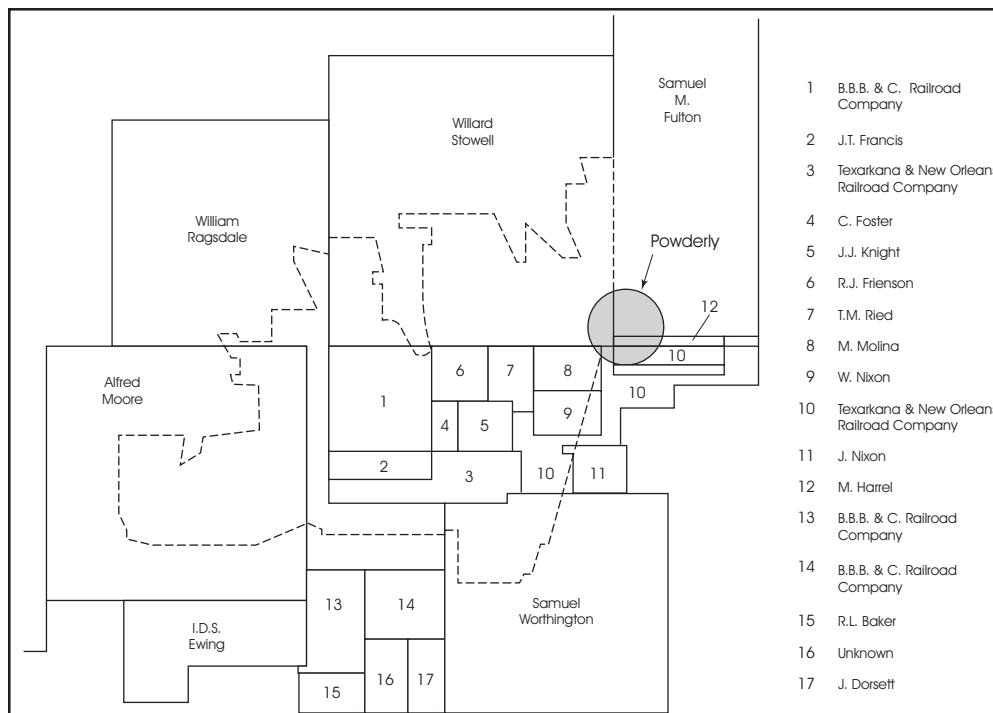 Samuel
M.
Fulton
Willard
Stowell
William
Ragsdale
Powderly
12
10
Alfred
Moore
6
7
8
10
1
9
4
5
2
3
10
11
13
14
Samuel
Worthington
I.D.S.
Ewing
15
16
17
1 B.B.B. & C. Railroad
Company
2 J.T. Francis
3 Texarkana & New Orleans
Railroad Company
4 C. Foster
5 J.J. Knight
6 R.J. Frienson
7 T.M. Ried
8 M. Molina
9 W. Nixon
10 Texarkana & New Orleans
Railroad Company
11 J. Nixon
12 M. Harrel
13 B.B.B. & C. Railroad
Company
14 B.B.B. & C. Railroad
Company
15 R.L. Baker
16 Unknown
17 J. Dorsett